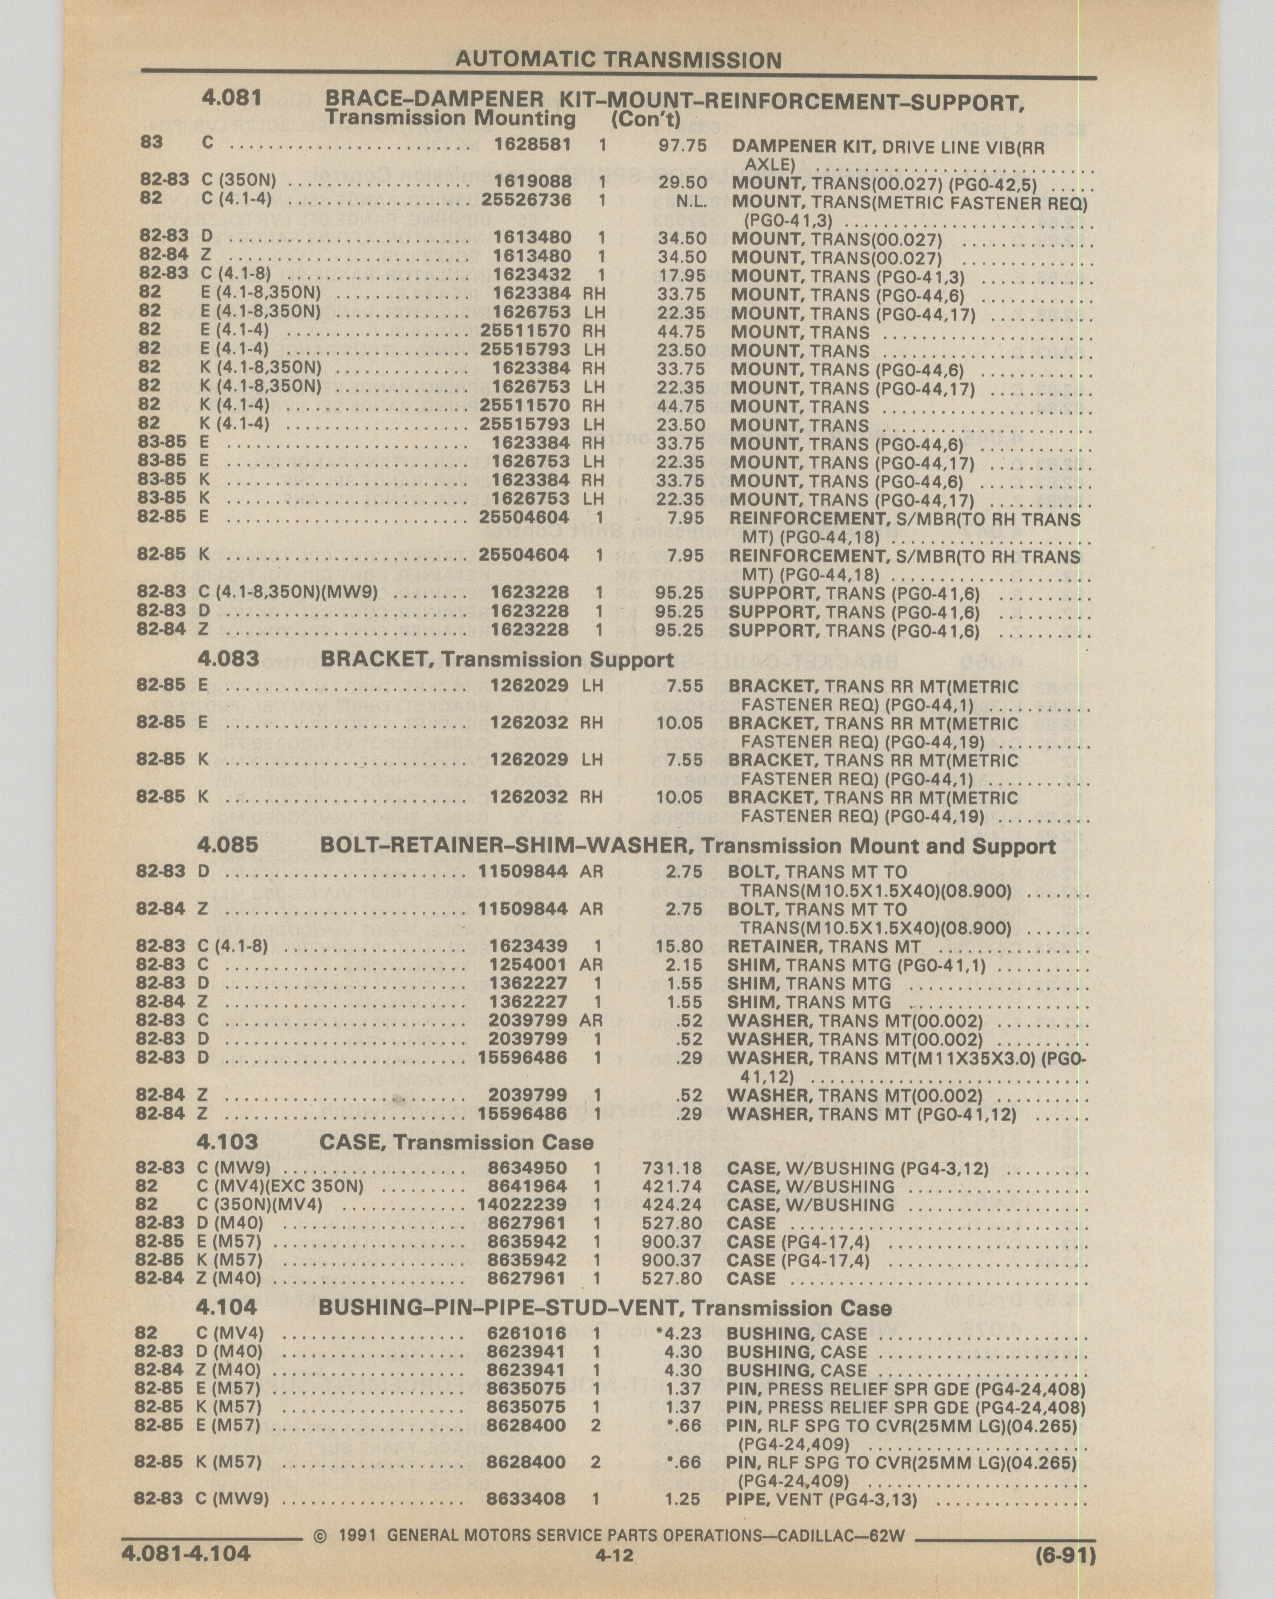 AUTOMATIC TRANSMISSION
4.081 BRACE–DAMPENER KIT–MOUNT–REINFORCEMENT–SUPPORT,
Transmission Mounting (Con't)
83 C ......................... 1628581 1 97.75 DAMPENER KIT, DRIVE LINE VIB(RR
AXLE) ............................
82-83 C (350N) ................... 1619088 1 29.50 MOUNT, TRANS(00.027) (PG0-42,5) .....
82 C (4.1-4) ................... 25526736 1 N.L. MOUNT, TRANS(METRIC FASTENER REQ)
(PG0-41,3) .........................
82-83 D ......................... 1613480 1 34.50 MOUNT, TRANS(00.027) ..............
82-84 Z ......................... 1613480 1 34.50 MOUNT, TRANS(00.027) ..............
82-83 C (4.1-8) ................... 1623432 1 17.95 MOUNT, TRANS (PG0-41,3) ............
82 E (4.1-8,350N) .............. 1623384 RH 33.75 MOUNT, TRANS (PG0-44,6) ............
82 E (4.1-8,350N) .............. 1626753 LH 22.35 MOUNT, TRANS (PG0-44,17) ...........
82 E (4.1-4) ................... 25511570 RH 44.75 MOUNT, TRANS ......................
82 E (4.1-4) ................... 25515793 LH 23.50 MOUNT, TRANS ......................
82 K (4.1-8,350N) .............. 1623384 RH 33.75 MOUNT, TRANS (PG0-44,6) ............
82 K (4.1-8,350N) .............. 1626753 LH 22.35 MOUNT, TRANS (PG0-44,17) ...........
82 K (4.1-4) ................... 25511570 RH 44.75 MOUNT, TRANS ......................
82 K (4.1-4) ................... 25515793 LH 23.50 MOUNT, TRANS ......................
83-85 E ......................... 1623384 RH 33.75 MOUNT, TRANS (PG0-44,6) ............
83-85 E ......................... 1626753 LH 22.35 MOUNT, TRANS (PG0-44,17) ...........
83-85 K ......................... 1623384 RH 33.75 MOUNT, TRANS (PG0-44,6) ............
83-85 K ......................... 1626753 LH 22.35 MOUNT, TRANS (PG0-44,17) ...........
82-85 E ......................... 25504604 1 7.95 REINFORCEMENT, S/MBR(TO RH TRANS
MT) (PG0-44,18) .....................
82-85 K ......................... 25504604 1 7.95 REINFORCEMENT, S/MBR(TO RH TRANS
MT) (PG0-44,18) .....................
82-83 C (4.1-8,350N)(MW9) ........ 1623228 1 95.25 SUPPORT, TRANS (PG0-41,6) ..........
82-83 D ......................... 1623228 1 95.25 SUPPORT, TRANS (PG0-41,6) ..........
82-84 Z ......................... 1623228 1 95.25 SUPPORT, TRANS (PG0-41,6) ..........
4.083 BRACKET, Transmission Support
82-85 E ......................... 1262029 LH 7.55 BRACKET, TRANS RR MT(METRIC
FASTENER REQ) (PG0-44,1) ...........
82-85 E ......................... 1262032 RH 10.05 BRACKET, TRANS RR MT(METRIC
FASTENER REQ) (PG0-44,19) ..........
82-85 K ......................... 1262029 LH 7.55 BRACKET, TRANS RR MT(METRIC
FASTENER REQ) (PG0-44,1) ...........
82-85 K ......................... 1262032 RH 10.05 BRACKET, TRANS RR MT(METRIC
FASTENER REQ) (PG0-44,19) ..........
4.085 BOLT–RETAINER–SHIM–WASHER, Transmission Mount and Support
82-83 D ......................... 11509844 AR 2.75 BOLT, TRANS MT TO
TRANS(M10.5X1.5X40)(08.900) .......
82-84 Z ......................... 11509844 AR 2.75 BOLT, TRANS MT TO
TRANS(M10.5X1.5X40)(08.900) .......
82-83 C (4.1-8) ................... 1623439 1 15.80 RETAINER, TRANS MT ................
82-83 C ......................... 1254001 AR 2.15 SHIM, TRANS MTG (PG0-41,1) ..........
82-83 D ......................... 1362227 1 1.55 SHIM, TRANS MTG ...................
82-84 Z ......................... 1362227 1 1.55 SHIM, TRANS MTG ...................
82-83 C ......................... 2039799 AR .52 WASHER, TRANS MT(00.002) ..........
82-83 D ......................... 2039799 1 .52 WASHER, TRANS MT(00.002) ..........
82-83 D ......................... 15596486 1 .29 WASHER, TRANS MT(M11X35X3.0) (PG0-
41,12) .............................
82-84 Z ......................... 2039799 1 .52 WASHER, TRANS MT(00.002) ..........
82-84 Z ......................... 15596486 1 .29 WASHER, TRANS MT (PG0-41,12) ......
4.103 CASE, Transmission Case
82-83 C (MW9) ................... 8634950 1 731.18 CASE, W/BUSHING (PG4-3,12) .........
82 C (MV4)(EXC 350N) ......... 8641964 1 421.74 CASE, W/BUSHING ...................
82 C (350N)(MV4) ............. 14022239 1 424.24 CASE, W/BUSHING ...................
82-83 D (M40) ................... 8627961 1 527.80 CASE ...............................
82-85 E (M57) .................... 8635942 1 900.37 CASE (PG4-17,4) .....................
82-85 K (M57) .................... 8635942 1 900.37 CASE (PG4-17,4) .....................
82-84 Z (M40) .................... 8627961 1 527.80 CASE ...............................
4.104 BUSHING–PIN–PIPE–STUD–VENT, Transmission Case
82 C (MV4) ................... 6261016 1 *4.23 BUSHING, CASE ......................
82-83 D (M40) ................... 8623941 1 4.30 BUSHING, CASE ......................
82-84 Z (M40) ................... 8623941 1 4.30 BUSHING, CASE ......................
82-85 E (M57) .................... 8635075 1 1.37 PIN, PRESS RELIEF SPR GDE (PG4-24,408)
82-85 K (M57) .................... 8635075 1 1.37 PIN, PRESS RELIEF SPR GDE (PG4-24,408)
82-85 E (M57) .................... 8628400 2 *.66 PIN, RLF SPG TO CVR(25MM LG)(04.265)
(PG4-24,409) .......................
82-85 K (M57) .................... 8628400 2 *.66 PIN, RLF SPG TO CVR(25MM LG)(04.265)
(PG4-24,409) .......................
82-83 C (MW9) ................... 8633408 1 1.25 PIPE, VENT (PG4-3,13) ................
© 1991 GENERAL MOTORS SERVICE PARTS OPERATIONS—CADILLAC—62W
4.081-4.104 4-12 (6-91)